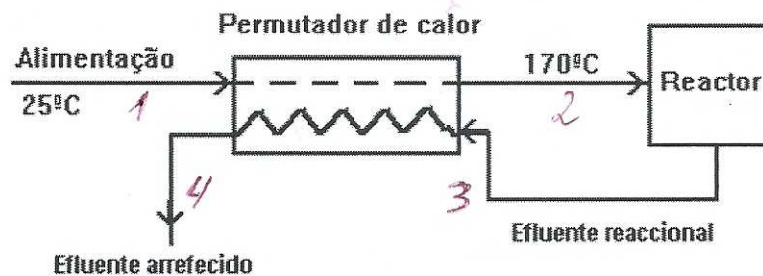 Permutador de calor
Alimentação
25ºC
1
170ºC
2
Reactor
3
4
Efluente reaccional
Efluente arrefecido